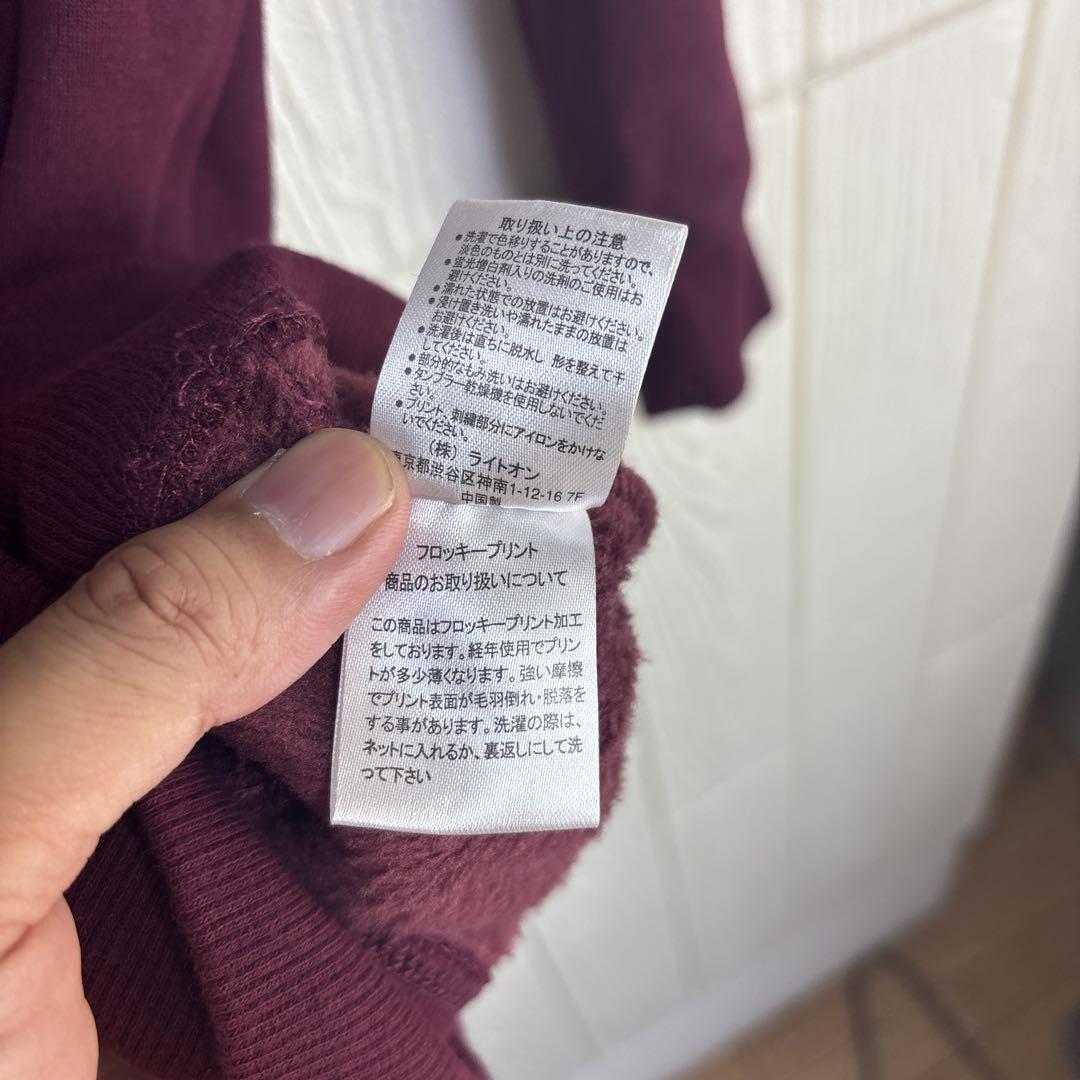 取り扱い上の注意
●洗濯で色移りすることがありますので、
淡色のものとは別に洗ってください。
●蛍光増白剤入りの洗剤のご使用はお
避けください。
●濡れた状態での放置はお避けください。
●浸け置き洗いや濡れたままの放置は
お避けください。
●洗濯後は直ちに脱水し 形を整えて干
してください。
●部分的なもみ洗いはお避けください。
●タンブラー乾燥機を使用しないでくだ
さい。
●プリント、刺繍部分にアイロンをかけな
いでください。
(株) ライトオン
東京都渋谷区神南1-12-16 7F
中国製
フロッキープリント
商品のお取り扱いについて
この商品はフロッキープリント加工
をしております。経年使用でプリン
トが多少薄くなります。強い摩擦
でプリント表面が毛羽倒れ・脱落を
する事があります。洗濯の際は、
ネットに入れるか、裏返しにして洗
って下さい